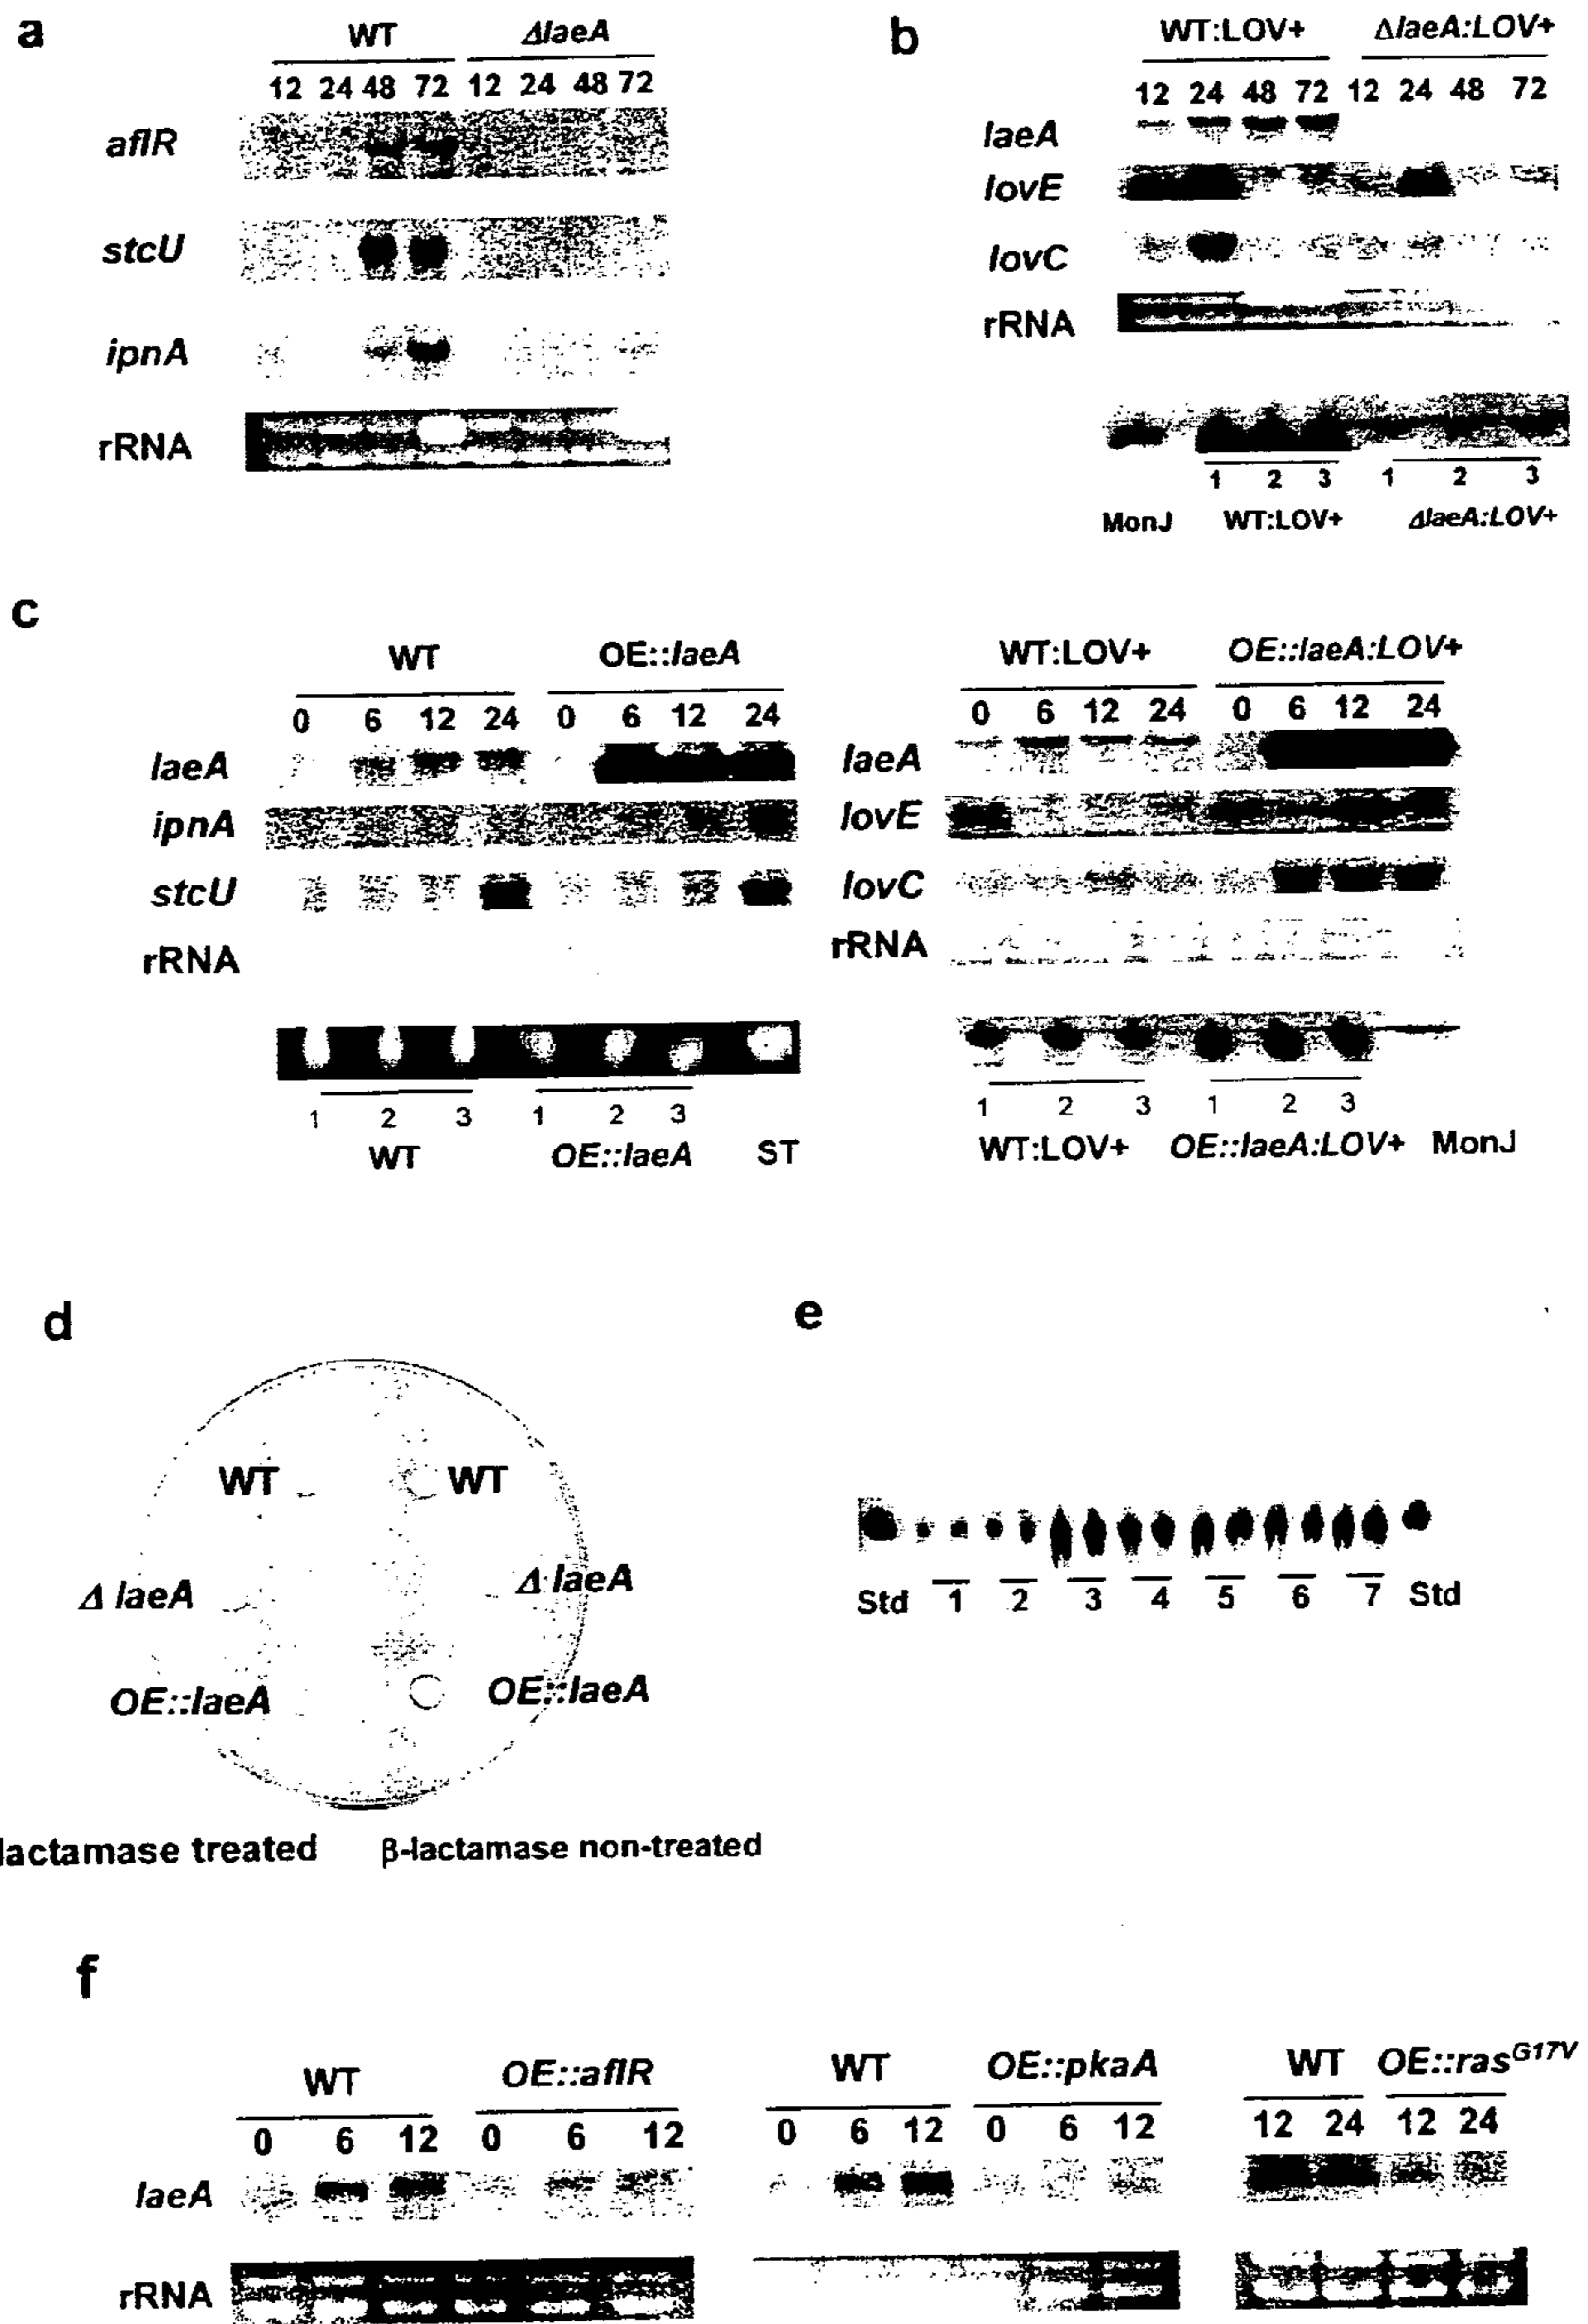 a
WT ΔlaeA
12 24 48 72 12 24 48 72
aflR
stcU
ipnA
rRNA
b
WT:LOV+ ΔlaeA:LOV+
12 24 48 72 12 24 48 72
laeA
lovE
lovC
rRNA
1 2 3 1 2 3
MonJ WT:LOV+ ΔlaeA:LOV+
c
WT OE::laeA
0 6 12 24 0 6 12 24
laeA
ipnA
stcU
rRNA
1 2 3 1 2 3
WT OE::laeA ST
WT:LOV+ OE::laeA:LOV+
0 6 12 24 0 6 12 24
laeA
lovE
lovC
rRNA
1 2 3 1 2 3
WT:LOV+ OE::laeA:LOV+ MonJ
d
WT WT
Δ laeA Δ laeA
OE::laeA OE::laeA
lactamase treated β-lactamase non-treated
e
Std 1 2 3 4 5 6 7 Std
f
WT OE::aflR WT OE::pkaA WT OE::ras^G17V
0 6 12 0 6 12 0 6 12 0 6 12 12 24 12 24
laeA
rRNA